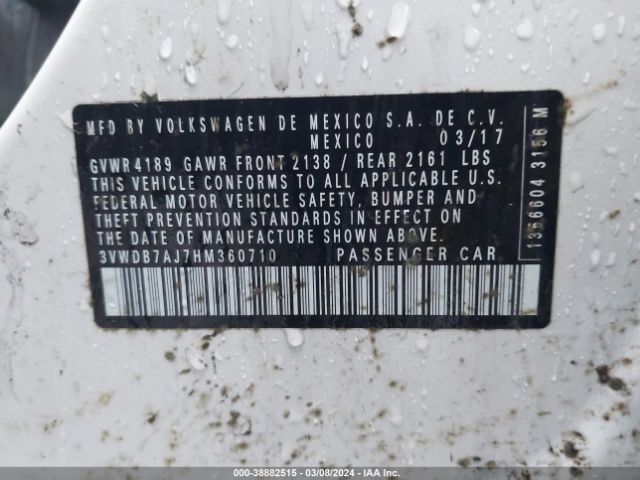 MFD BY VOLKSWAGEN DE MEXICO S.A. DE C.V.
MEXICO 03/17
GVWR 4189 GAWR FRONT 2138 / REAR 2161 LBS
THIS VEHICLE CONFORMS TO ALL APPLICABLE U.S.
FEDERAL MOTOR VEHICLE SAFETY, BUMPER AND
THEFT PREVENTION STANDARDS IN EFFECT ON
THE DATE OF MANUFACTURE SHOWN ABOVE.
3VWDB7AJ7HM360710 PASSENGER CAR
000-38882515 - 03/08/2024 - IAA Inc.